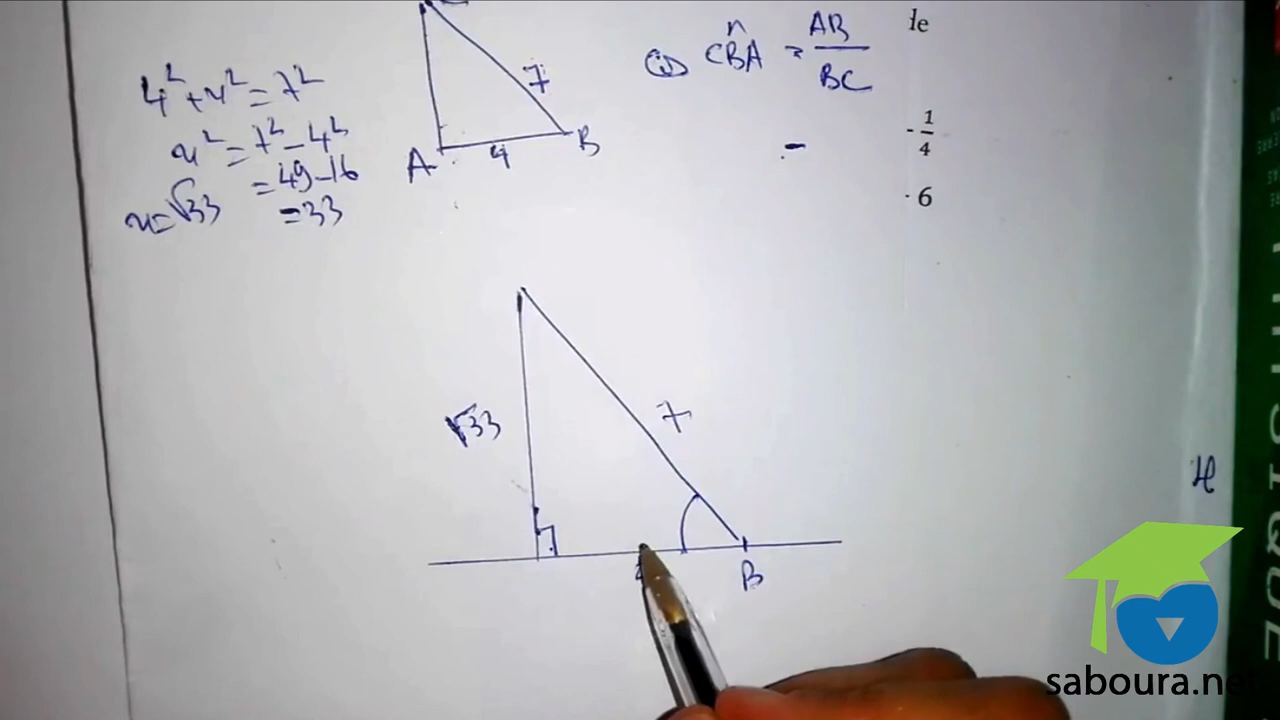 4² + x² = 7²
x² = 7² - 4²
= 49 - 16
x = √33
= 33
7
A
4
B
CB̂A = AB
BC
-
le
-1/4
6
√33
7
B
saboura.net